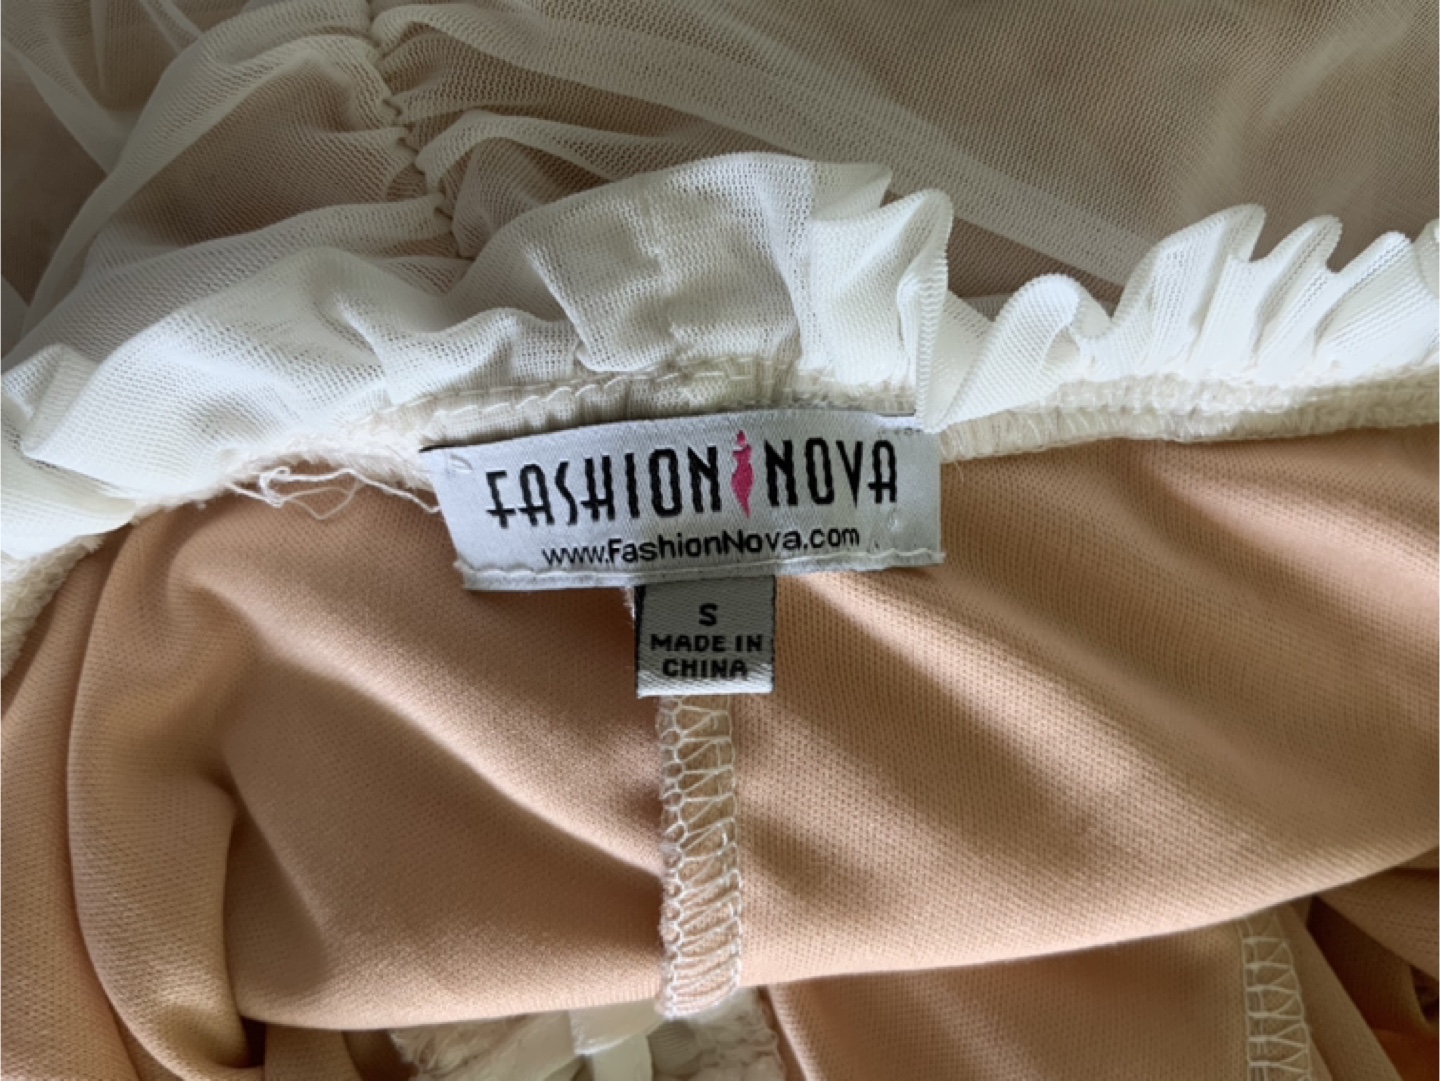 FASHION NOVA
www.FashionNova.com
S
MADE IN
CHINA